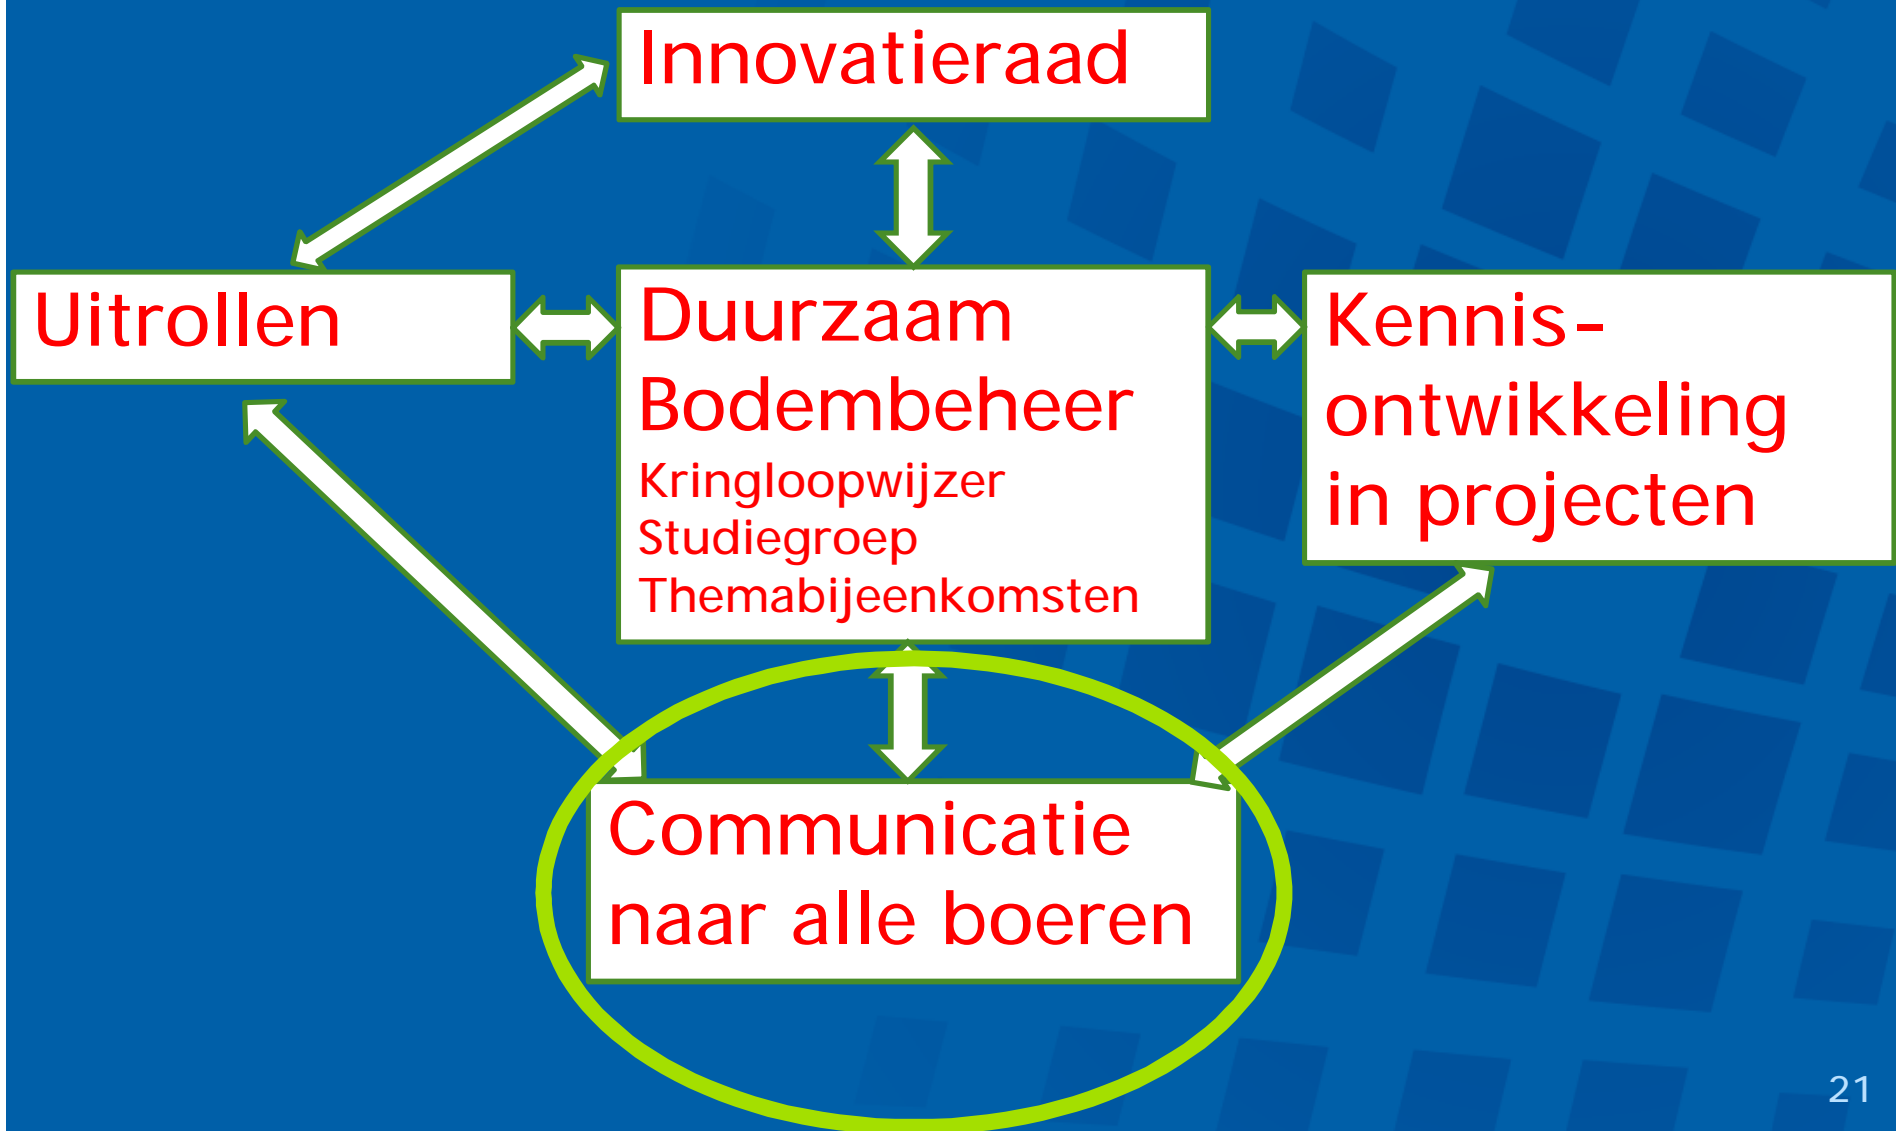 Innovatieraad
Uitrollen
Duurzaam
Bodembeheer
Kringloopwijzer
Studiegroep
Themabijeenkomsten
Kennis-
ontwikkeling
in projecten
Communicatie
naar alle boeren
21